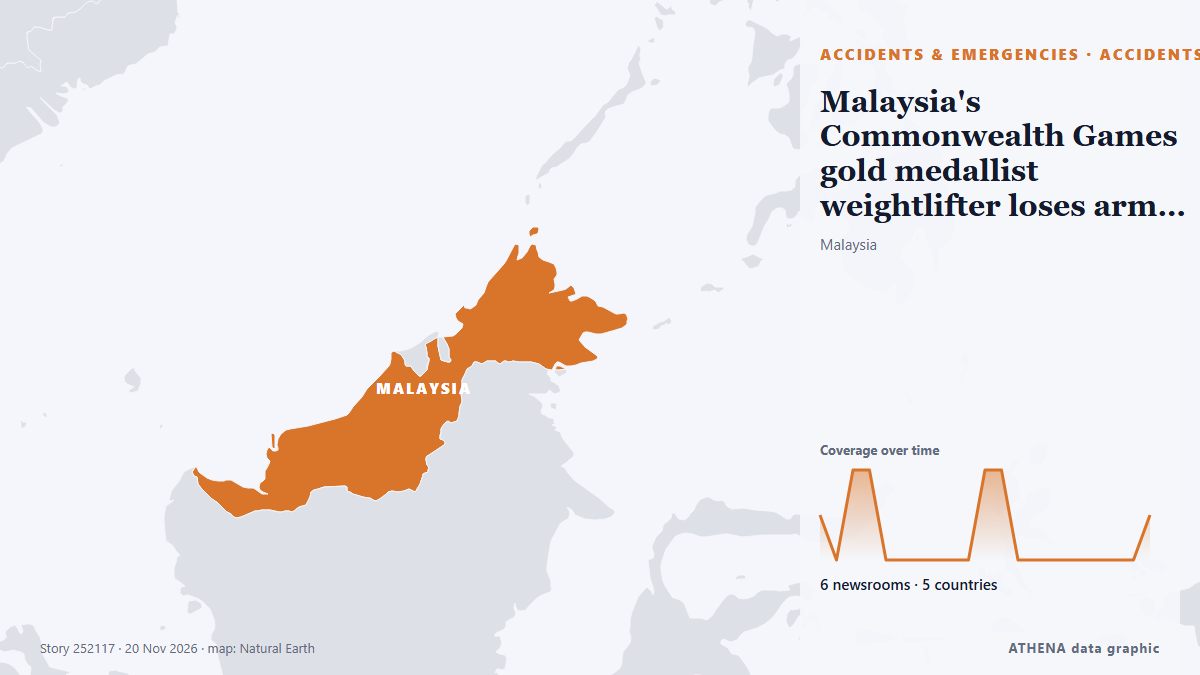 ACCIDENTS & EMERGENCIES · ACCIDENTS
Malaysia's
Commonwealth Games
gold medallist
weightlifter loses arm...
Malaysia
MALAYSIA
Coverage over time
6 newsrooms · 5 countries
Story 252117 · 20 Nov 2026 · map: Natural Earth
ATHENA data graphic